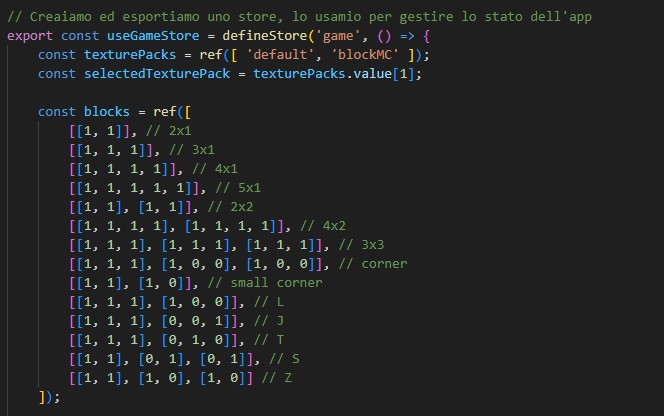 // Creaiamo ed esportiamo uno store, lo usamio per gestire lo stato dell'app
export const useGameStore = defineStore('game', () => {
    const texturePacks = ref([ 'default', 'blockMC' ]);
    const selectedTexturePack = texturePacks.value[1];
    const blocks = ref([
        [[1, 1]], // 2x1
        [[1, 1, 1]], // 3x1
        [[1, 1, 1, 1]], // 4x1
        [[1, 1, 1, 1, 1]], // 5x1
        [[1, 1], [1, 1]], // 2x2
        [[1, 1, 1, 1], [1, 1, 1, 1]], // 4x2
        [[1, 1, 1], [1, 1, 1], [1, 1, 1]], // 3x3
        [[1, 1, 1], [1, 0, 0], [1, 0, 0]], // corner
        [[1, 1], [1, 0]], // small corner
        [[1, 1, 1], [1, 0, 0]], // L
        [[1, 1, 1], [0, 0, 1]], // J
        [[1, 1, 1], [0, 1, 0]], // T
        [[1, 1], [0, 1], [0, 1]], // S
        [[1, 1], [1, 0], [1, 0]] // Z
    ]);